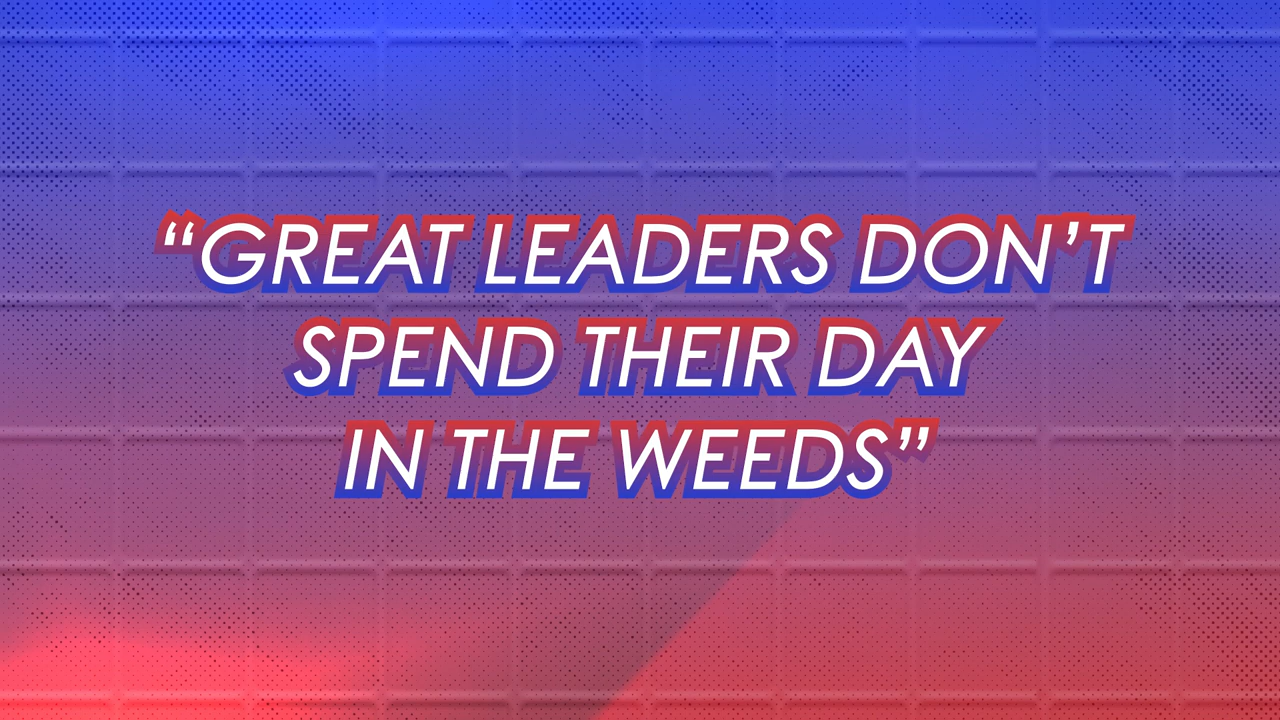 “GREAT LEADERS DON’T
SPEND THEIR DAY
IN THE WEEDS”